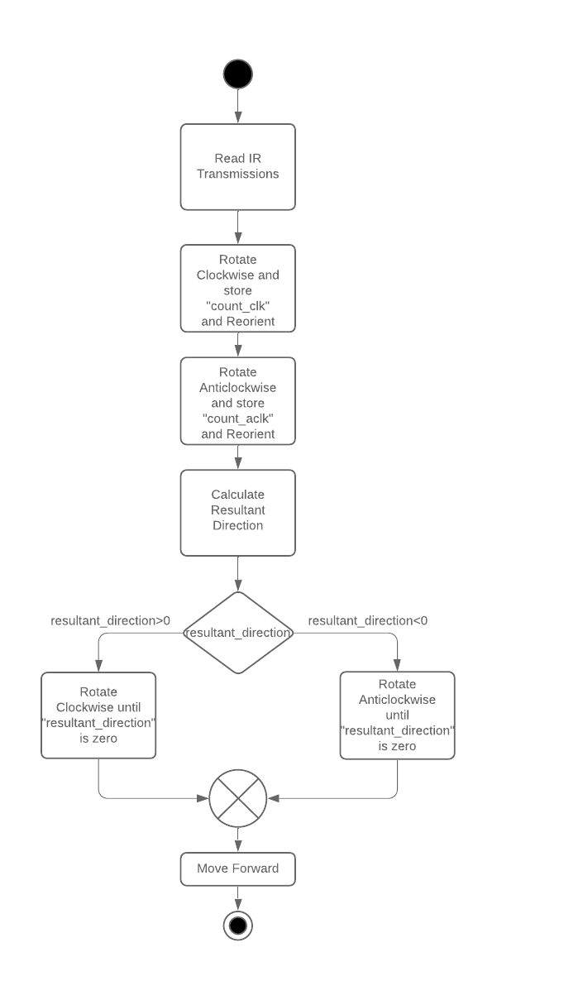 Read IR
Transmissions
Rotate
Clockwise and
store
"count_clk"
and Reorient
Rotate
Anticlockwise
and store
"count_aclk"
and Reorient
Calculate
Resultant
Direction
resultant_direction>0
resultant_direction<0
resultant_direction
Rotate
Clockwise until
"resultant_direction"
is zero
Rotate
Anticlockwise
until
"resultant_direction"
is zero
Move Forward